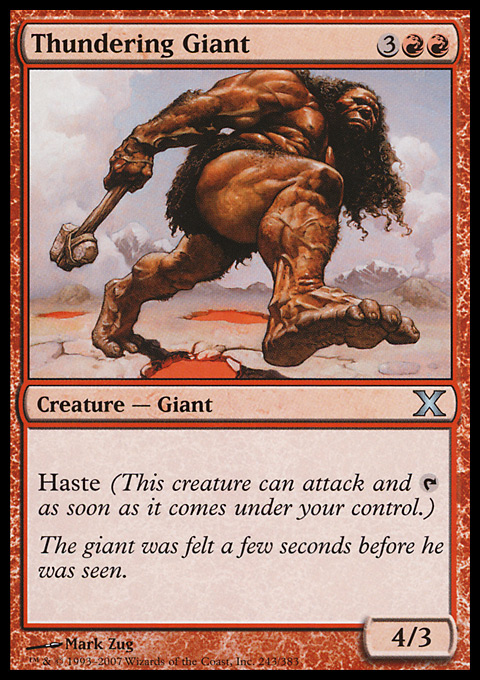 Thundering Giant 3
Creature — Giant X
Haste (This creature can attack and
as soon as it comes under your control.)
The giant was felt a few seconds before he
was seen.
Mark Zug
™ & © 1993–2007 Wizards of the Coast, Inc. 243/383
4/3